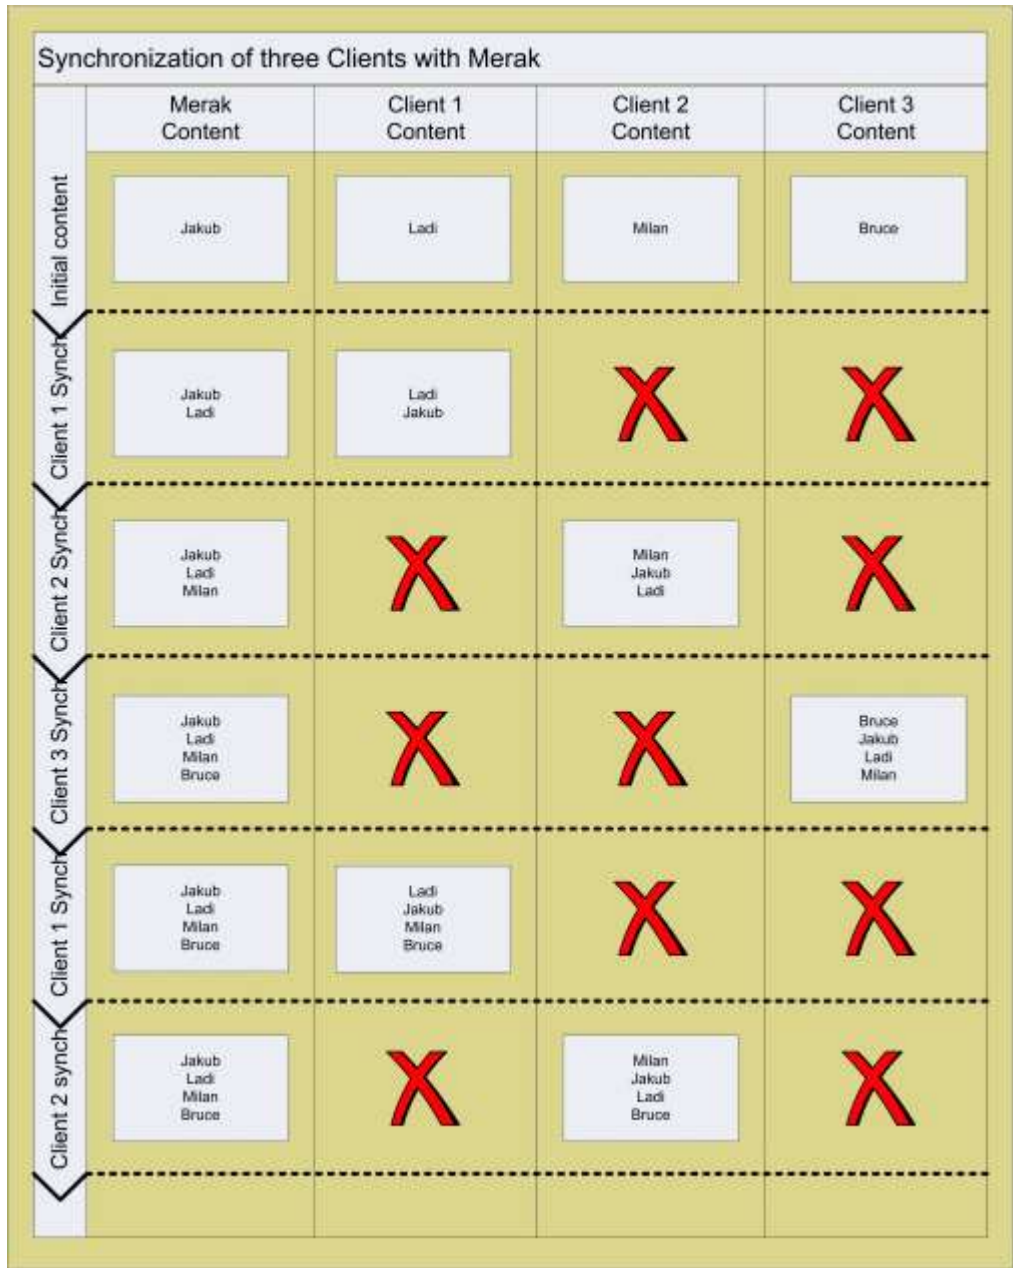 Synchronization of three Clients with Merak
Merak
Content
Client 1
Content
Client 2
Content
Client 3
Content
Initial content
Jakub
Ladi
Milan
Bruce
Client 1 Synch
Jakub
Ladi
Ladi
Jakub
Client 2 Synch
Jakub
Ladi
Milan
Milan
Jakub
Ladi
Client 3 Synch
Jakub
Ladi
Milan
Bruce
Bruce
Jakub
Ladi
Milan
Client 1 Synch
Jakub
Ladi
Milan
Bruce
Ladi
Jakub
Milan
Bruce
Client 2 synch
Jakub
Ladi
Milan
Bruce
Milan
Jakub
Ladi
Bruce